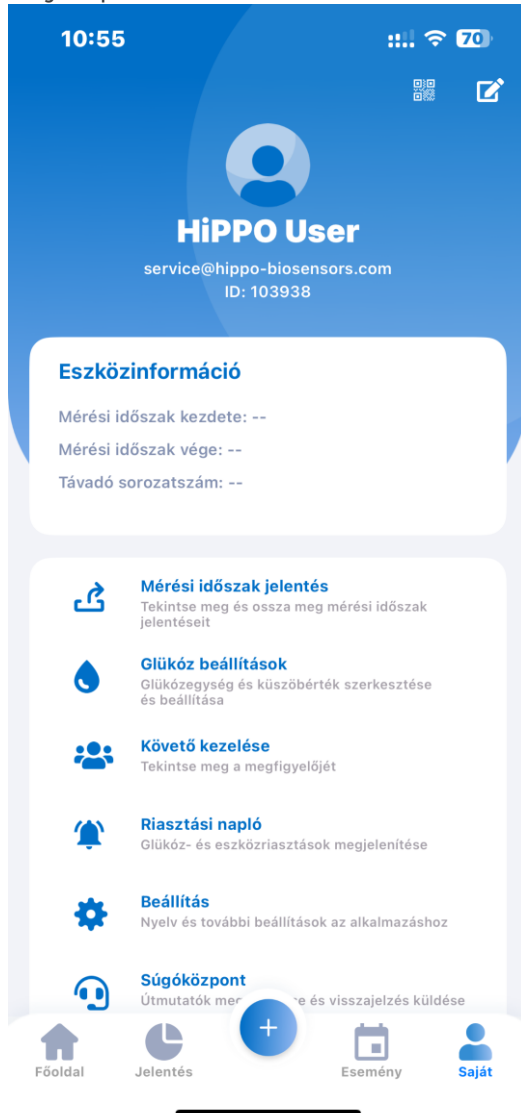 10:55
70
HiPPO User
service@hippo-biosensors.com
ID: 103938
Eszközinformáció
Mérési időszak kezdete: --
Mérési időszak vége: --
Távadó sorozatszám: --
Mérési időszak jelentés
Tekintse meg és ossza meg mérési időszak
jelentéseit
Glükóz beállítások
Glükózegység és küszöbérték szerkesztése
és beállítása
Követő kezelése
Tekintse meg a megfigyelőjét
Riasztási napló
Glükóz- és eszközriasztások megjelenítése
Beállítás
Nyelv és további beállítások az alkalmazáshoz
Súgóközpont
Útmutatók és visszajelzés küldése
Főoldal
Jelentés
+
Esemény
Saját